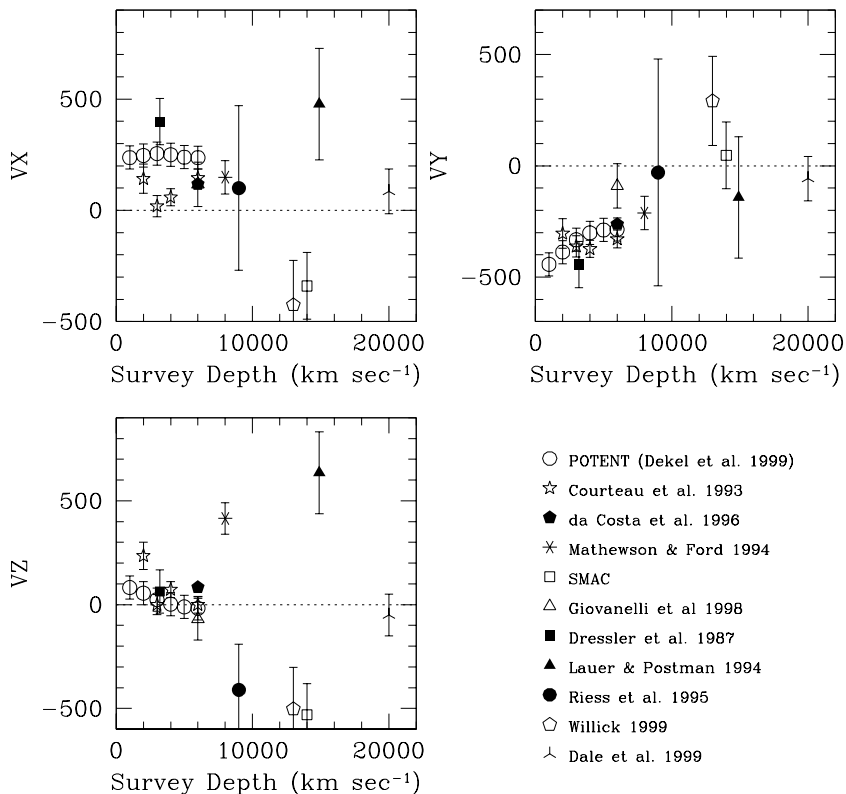 500
0
−500
VX
0 10000 20000
Survey Depth (km sec⁻¹)
500
0
−500
VY
0 10000 20000
Survey Depth (km sec⁻¹)
500
0
−500
VZ
0 10000 20000
Survey Depth (km sec⁻¹)
POTENT (Dekel et al. 1999)
Courteau et al. 1993
da Costa et al. 1996
Mathewson & Ford 1994
SMAC
Giovanelli et al 1998
Dressler et al. 1987
Lauer & Postman 1994
Riess et al. 1995
Willick 1999
Dale et al. 1999